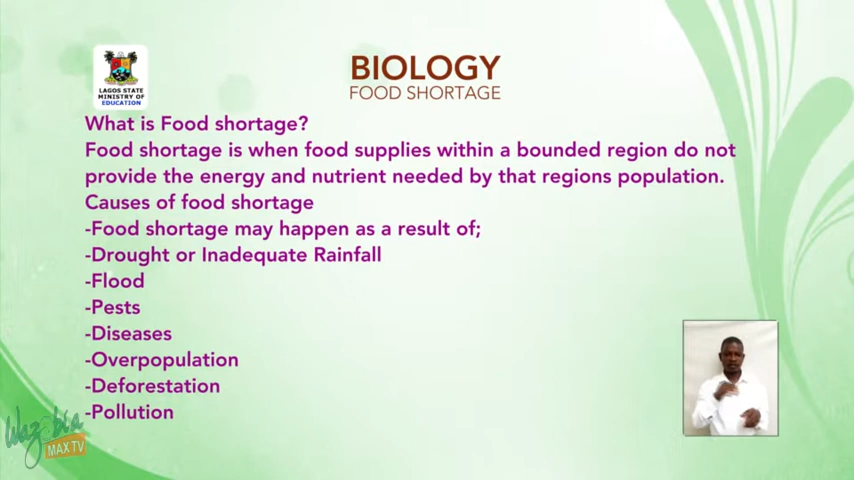 BIOLOGY
FOOD SHORTAGE
LAGOS STATE
MINISTRY OF
EDUCATION
What is Food shortage?
Food shortage is when food supplies within a bounded region do not
provide the energy and nutrient needed by that regions population.
Causes of food shortage
-Food shortage may happen as a result of;
-Drought or Inadequate Rainfall
-Flood
-Pests
-Diseases
-Overpopulation
-Deforestation
-Pollution
Wazobia
MAX TV